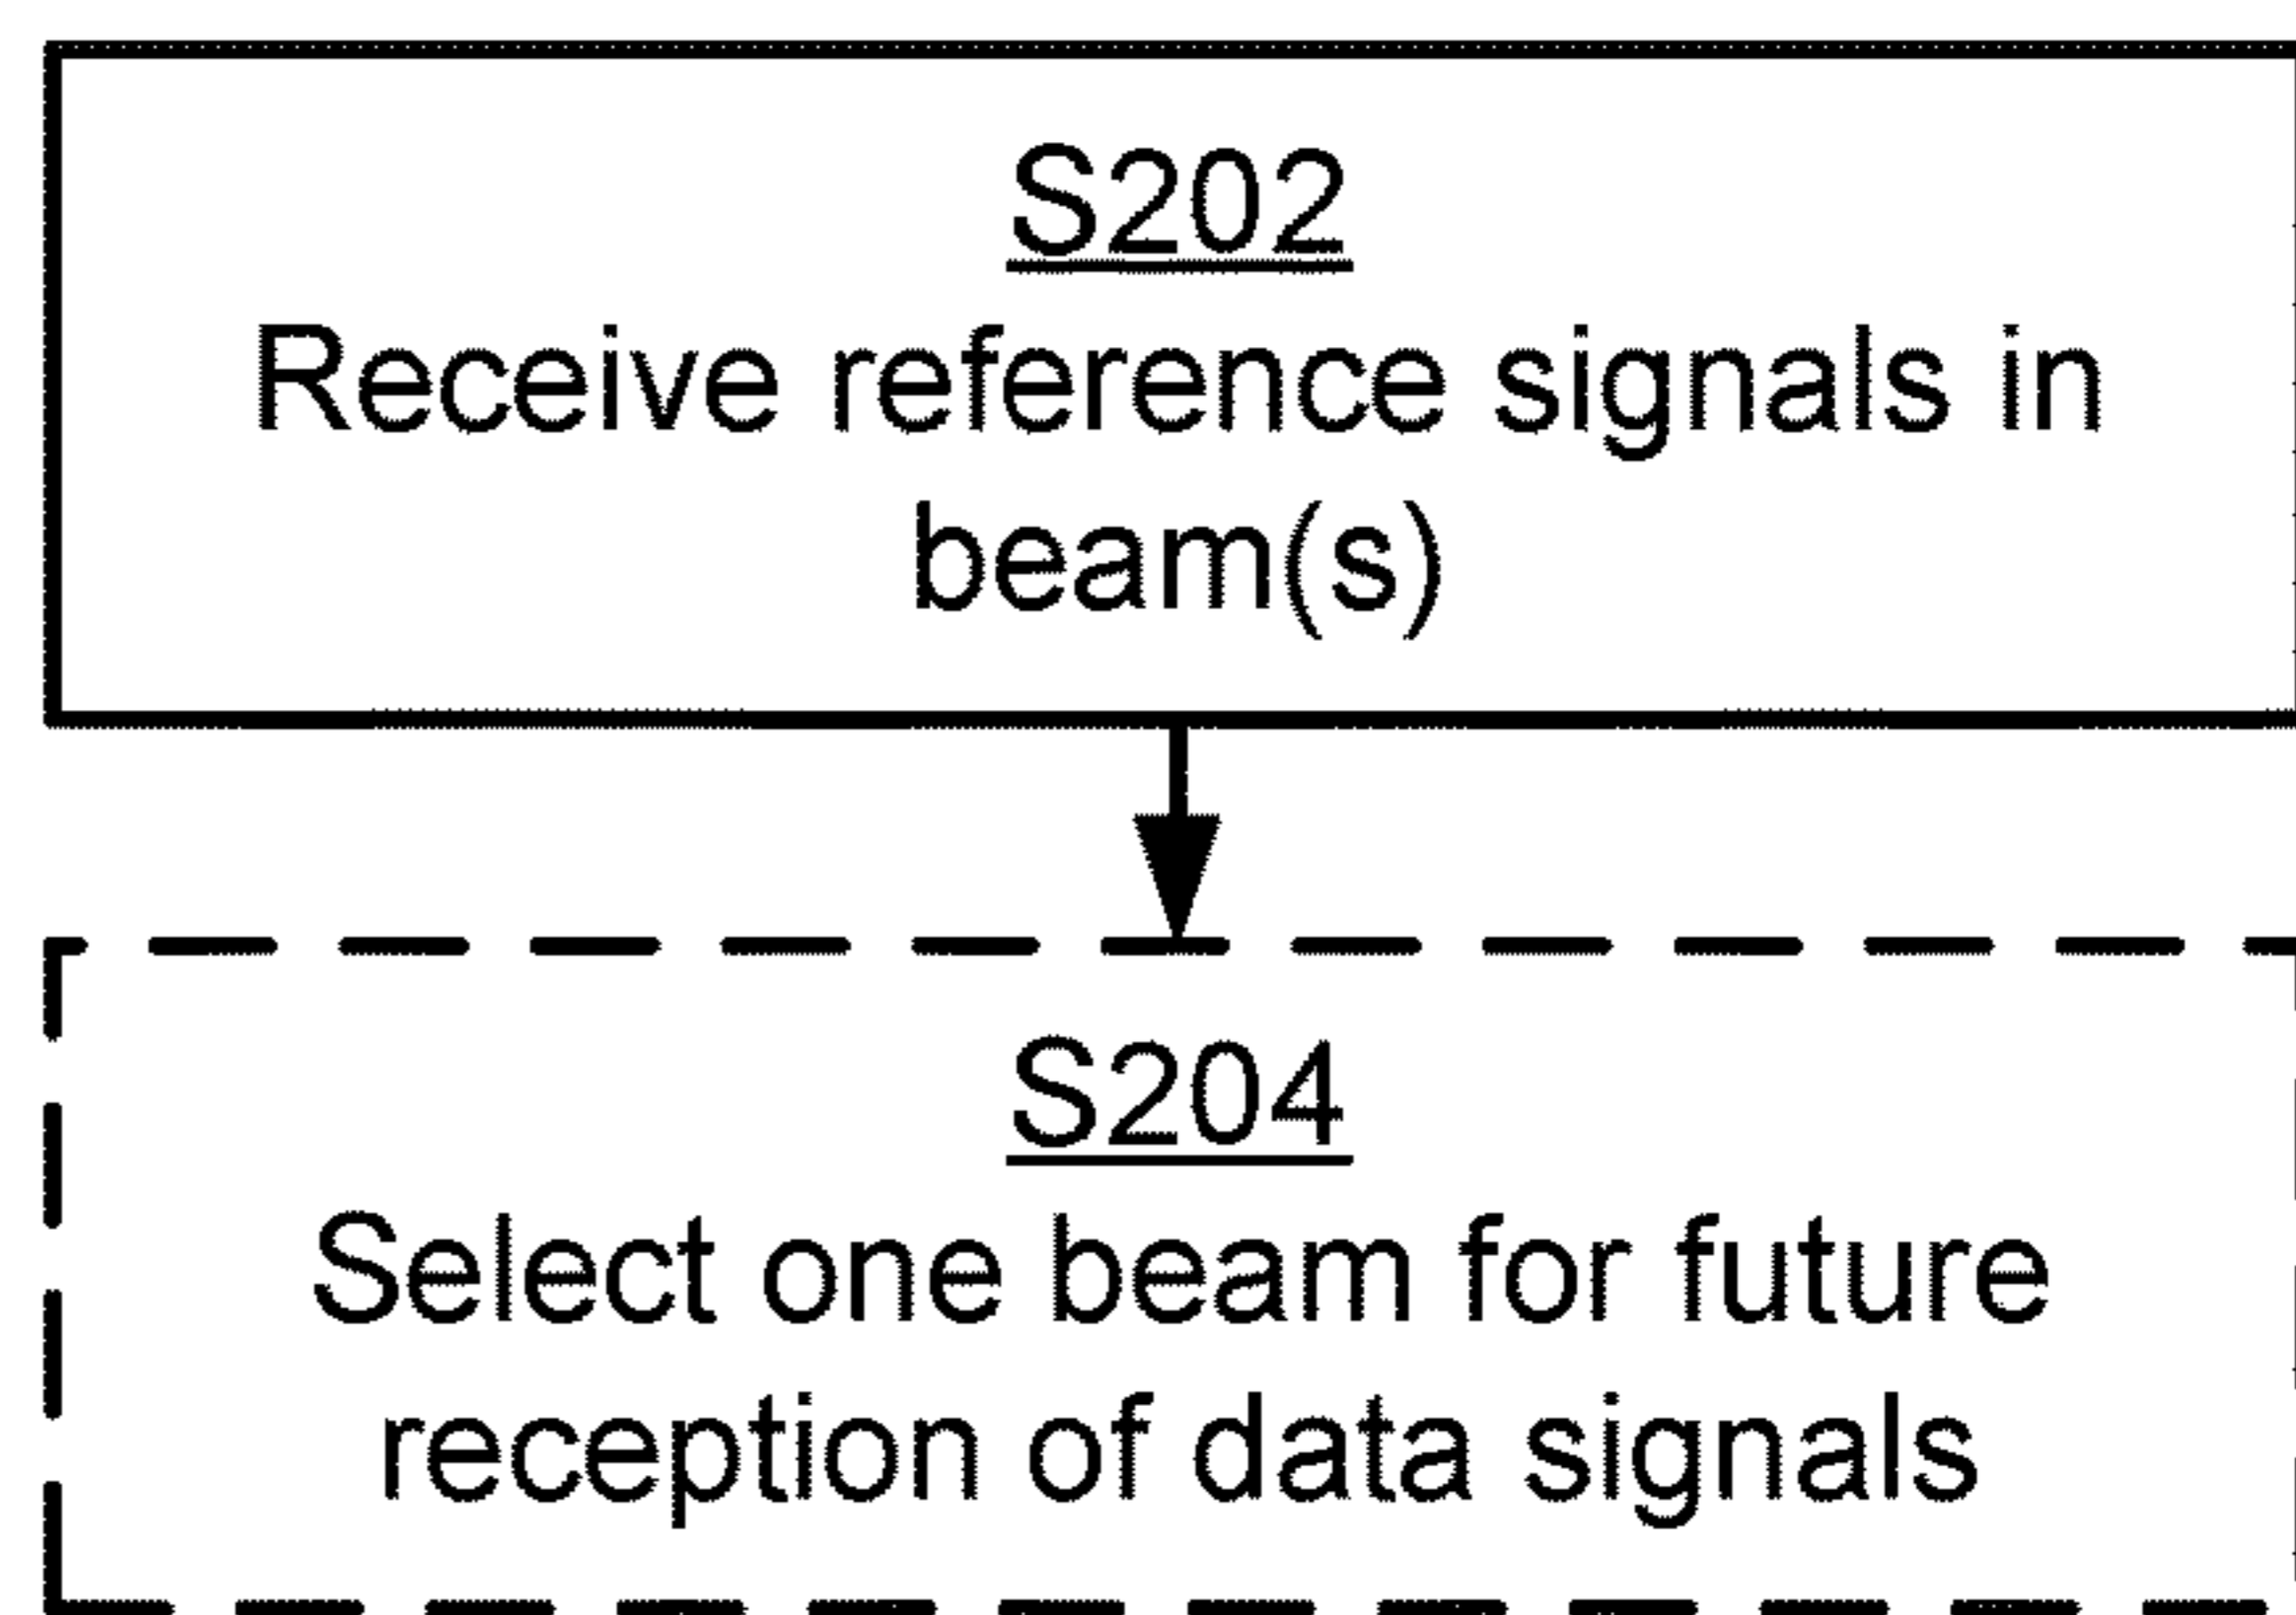 S202
Receive reference signals in
beam(s)
S204
Select one beam for future
reception of data signals